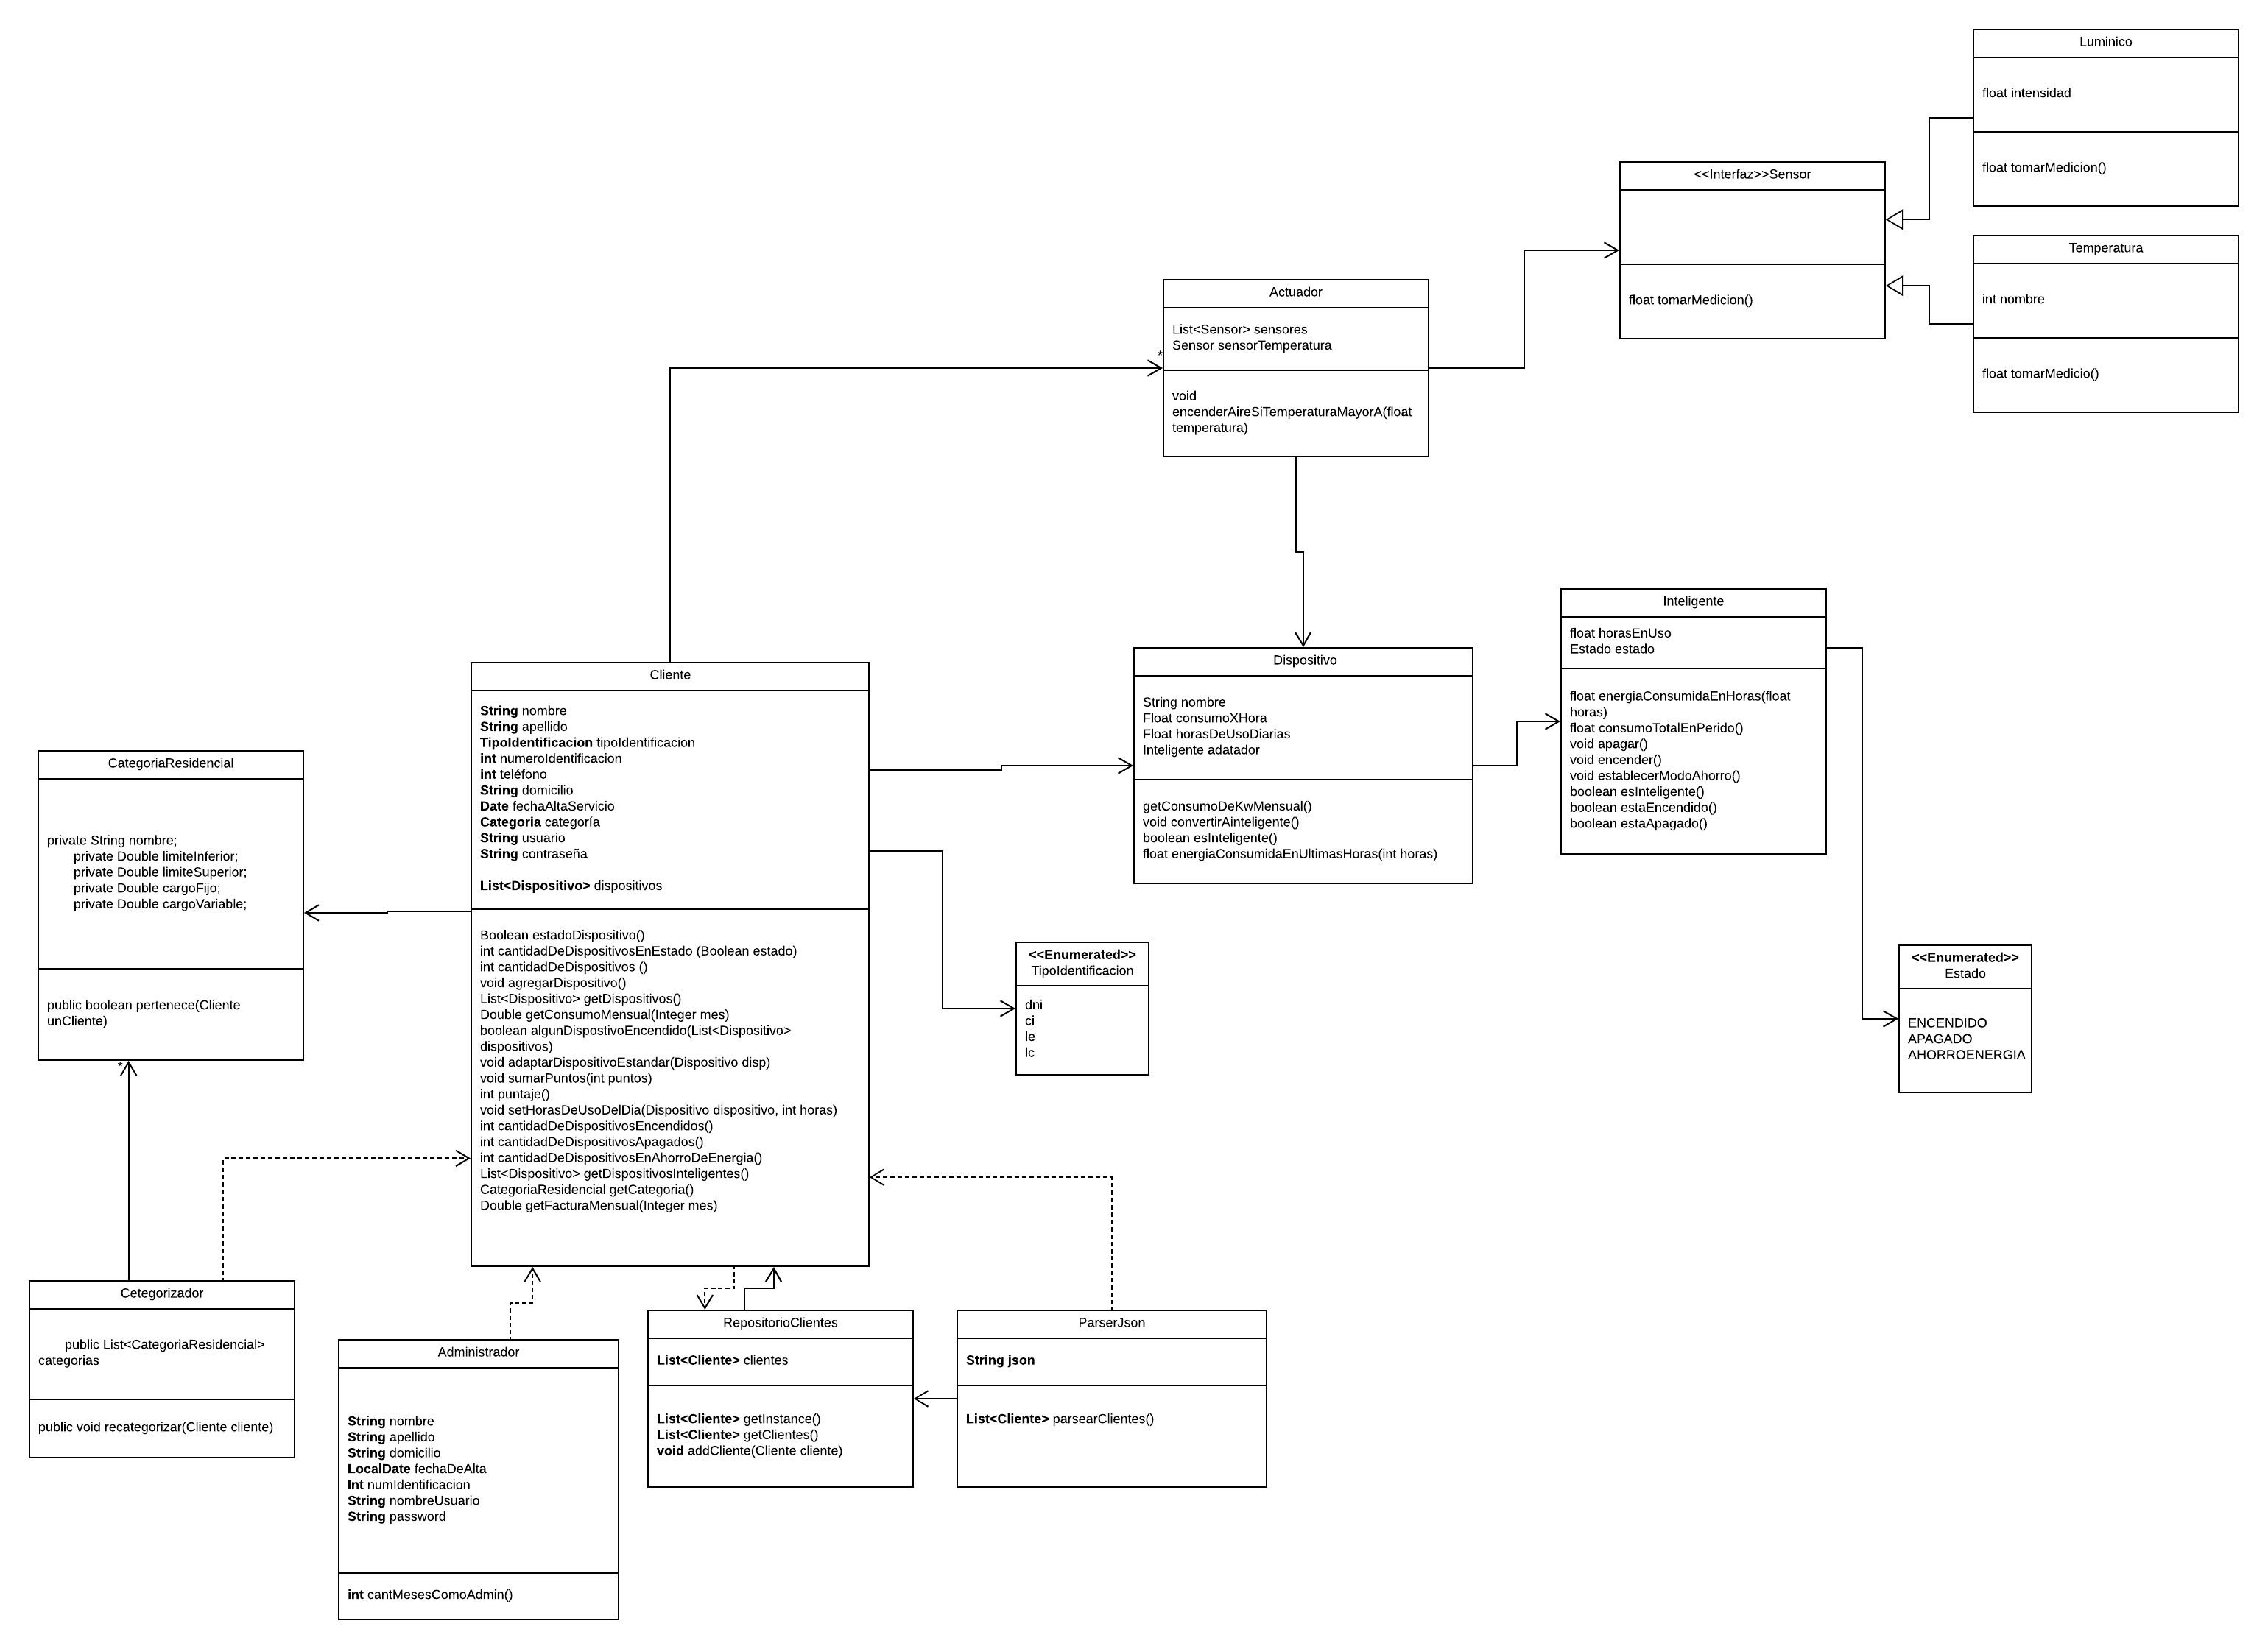 Luminico
float intensidad
float tomarMedicion()
<<Interfaz>>Sensor
float tomarMedicion()
Temperatura
int nombre
float tomarMedicio()
Actuador
List<Sensor> sensores
Sensor sensorTemperatura
*
void
encenderAireSiTemperaturaMayorA(float
temperatura)
Inteligente
float horasEnUso
Estado estado
float energiaConsumidaEnHoras(float
horas)
float consumoTotalEnPerido()
void apagar()
void encender()
void establecerModoAhorro()
boolean esInteligente()
boolean estaEncendido()
boolean estaApagado()
Dispositivo
String nombre
Float consumoXHora
Float horasDeUsoDiarias
Inteligente adatador
getConsumoDeKwMensual()
void convertirAinteligente()
boolean esInteligente()
float energiaConsumidaEnUltimasHoras(int horas)
Cliente
String nombre
String apellido
TipoIdentificacion tipoIdentificacion
int numeroIdentificacion
int teléfono
String domicilio
Date fechaAltaServicio
Categoria categoría
String usuario
String contraseña
List<Dispositivo> dispositivos
Boolean estadoDispositivo()
int cantidadDeDispositivosEnEstado (Boolean estado)
int cantidadDeDispositivos ()
void agregarDispositivo()
List<Dispositivo> getDispositivos()
Double getConsumoMensual(Integer mes)
boolean algunDispostivoEncendido(List<Dispositivo>
dispositivos)
void adaptarDispositivoEstandar(Dispositivo disp)
void sumarPuntos(int puntos)
int puntaje()
void setHorasDeUsoDelDia(Dispositivo dispositivo, int horas)
int cantidadDeDispositivosEncendidos()
int cantidadDeDispositivosApagados()
int cantidadDeDispositivosEnAhorroDeEnergia()
List<Dispositivo> getDispositivosInteligentes()
CategoriaResidencial getCategoria()
Double getFacturaMensual(Integer mes)
CategoriaResidencial
private String nombre;
private Double limiteInferior;
private Double limiteSuperior;
private Double cargoFijo;
private Double cargoVariable;
public boolean pertenece(Cliente
unCliente)
*
<<Enumerated>>
TipoIdentificacion
dni
ci
le
lc
<<Enumerated>>
Estado
ENCENDIDO
APAGADO
AHORROENERGIA
Cetegorizador
public List<CategoriaResidencial>
categorias
public void recategorizar(Cliente cliente)
Administrador
String nombre
String apellido
String domicilio
LocalDate fechaDeAlta
Int numIdentificacion
String nombreUsuario
String password
int cantMesesComoAdmin()
RepositorioClientes
List<Cliente> clientes
List<Cliente> getInstance()
List<Cliente> getClientes()
void addCliente(Cliente cliente)
ParserJson
String json
List<Cliente> parsearClientes()